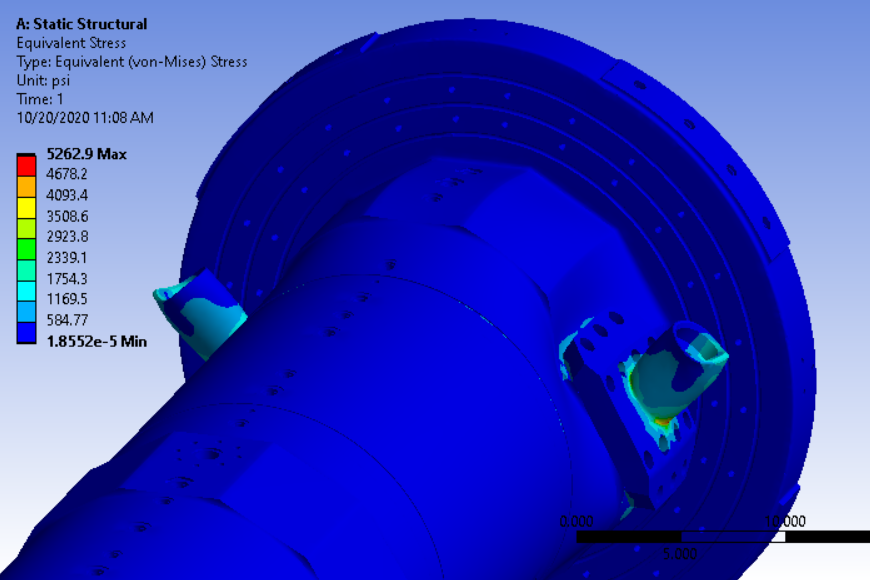 A: Static Structural
Equivalent Stress
Type: Equivalent (von-Mises) Stress
Unit: psi
Time: 1
10/20/2020 11:08 AM
5262.9 Max
4678.2
4093.4
3508.6
2923.8
2339.1
1754.3
1169.5
584.77
1.8552e-5 Min
0.000
10.000
5.000